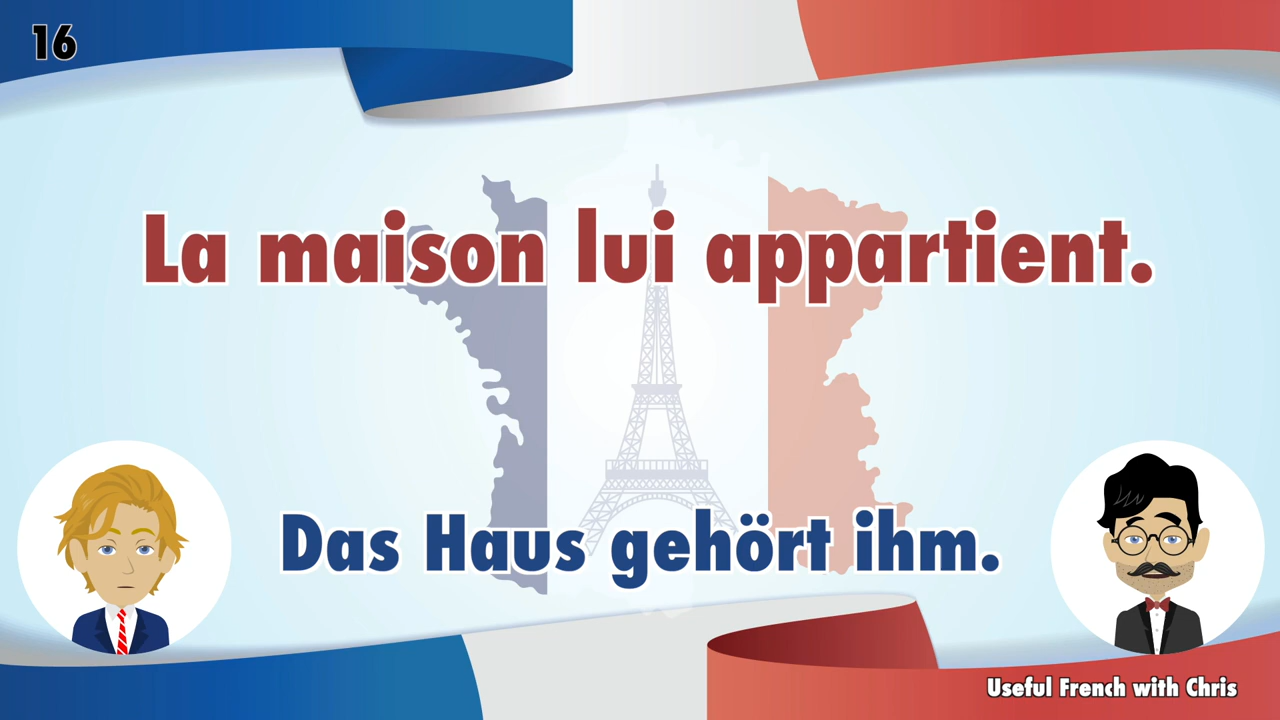 16
La maison lui appartient.
Das Haus gehört ihm.
Useful French with Chris